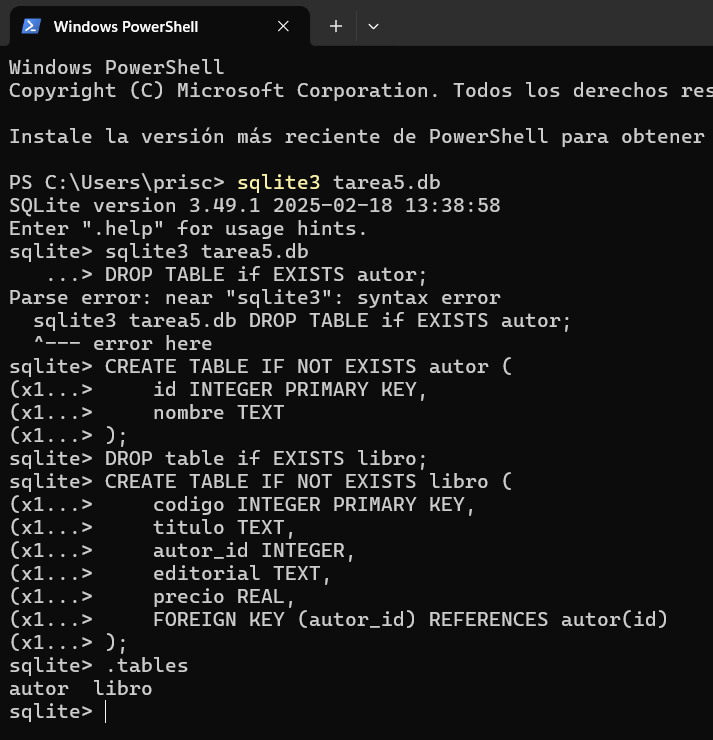 Windows PowerShell
Windows PowerShell
Copyright (C) Microsoft Corporation. Todos los derechos res
Instale la versión más reciente de PowerShell para obtener
PS C:\Users\prisc> sqlite3 tarea5.db
SQLite version 3.49.1 2025-02-18 13:38:58
Enter ".help" for usage hints.
sqlite> sqlite3 tarea5.db
   ...> DROP TABLE if EXISTS autor;
Parse error: near "sqlite3": syntax error
  sqlite3 tarea5.db DROP TABLE if EXISTS autor;
  ^--- error here
sqlite> CREATE TABLE IF NOT EXISTS autor (
(x1...>     id INTEGER PRIMARY KEY,
(x1...>     nombre TEXT
(x1...> );
sqlite> DROP table if EXISTS libro;
sqlite> CREATE TABLE IF NOT EXISTS libro (
(x1...>     codigo INTEGER PRIMARY KEY,
(x1...>     titulo TEXT,
(x1...>     autor_id INTEGER,
(x1...>     editorial TEXT,
(x1...>     precio REAL,
(x1...>     FOREIGN KEY (autor_id) REFERENCES autor(id)
(x1...> );
sqlite> .tables
autor  libro
sqlite>